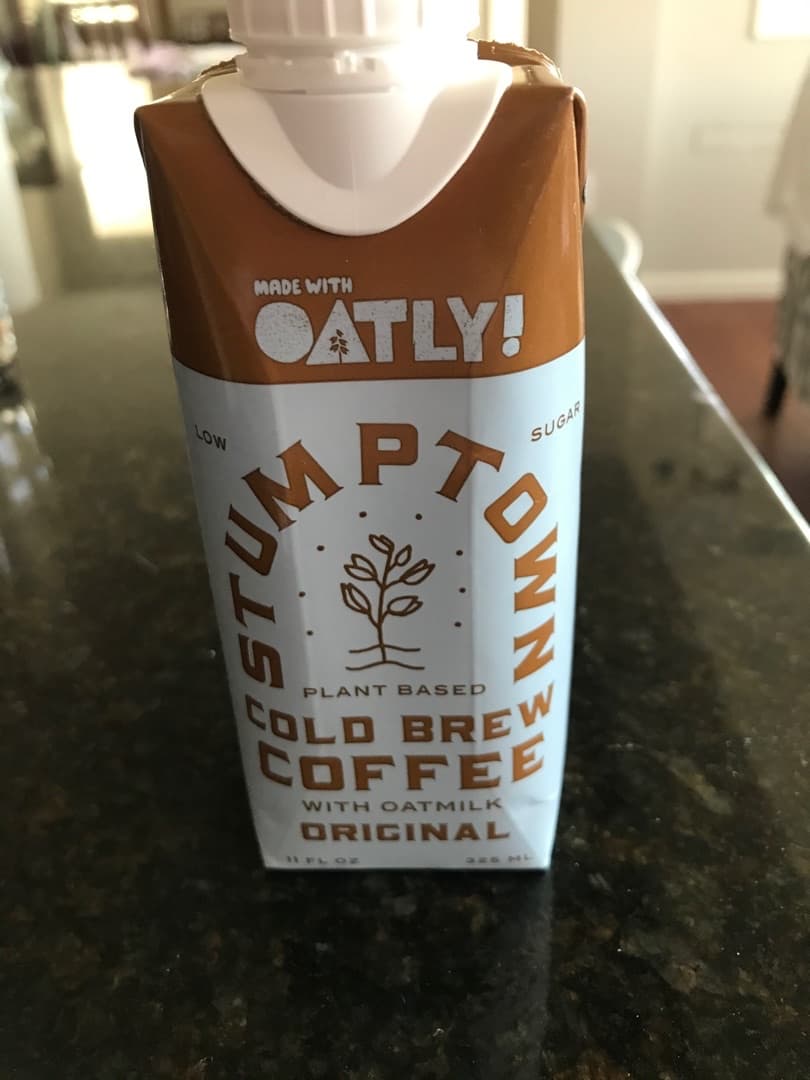 MADE WITH
OATLY!
LOW SUGAR
STUMPTOWN
PLANT BASED
COLD BREW
COFFEE
WITH OATMILK
ORIGINAL
11 FL OZ 325 ML